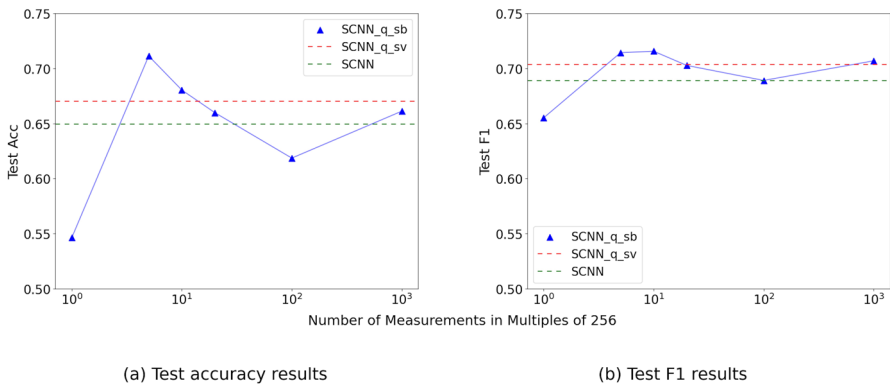 0.75
0.70
0.65
0.60
0.55
0.50
Test Acc
SCNN_q_sb
SCNN_q_sv
SCNN
10^0
10^1
10^2
10^3
0.75
0.70
0.65
0.60
0.55
0.50
Test F1
SCNN_q_sb
SCNN_q_sv
SCNN
10^0
10^1
10^2
10^3
Number of Measurements in Multiples of 256
(a) Test accuracy results
(b) Test F1 results